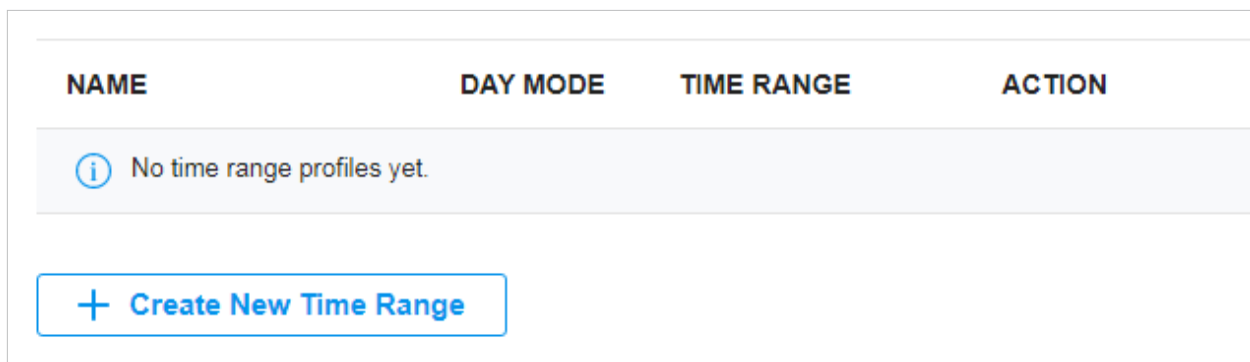 NAME DAY MODE TIME RANGE ACTION
No time range profiles yet.
Create New Time Range